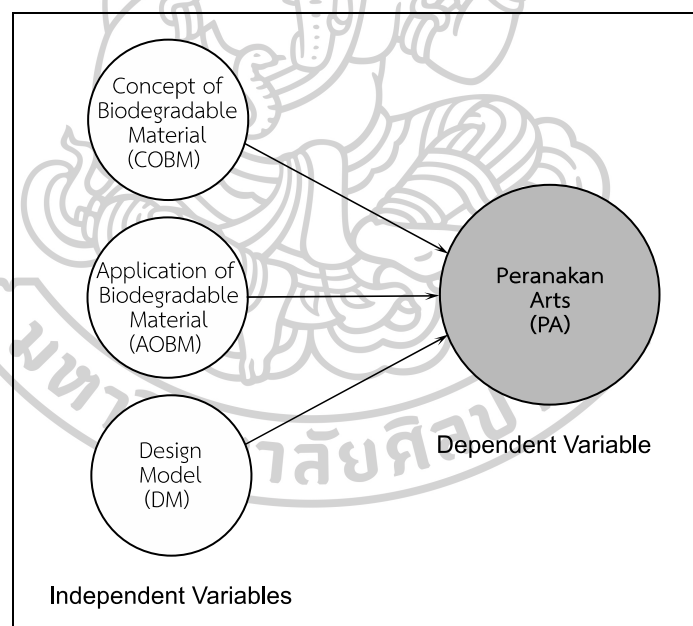 Concept of
Biodegradable
Material
(COBM)
Application of
Biodegradable
Material
(AOBM)
Design
Model
(DM)
Independent Variables
Peranakan
Arts
(PA)
Dependent Variable